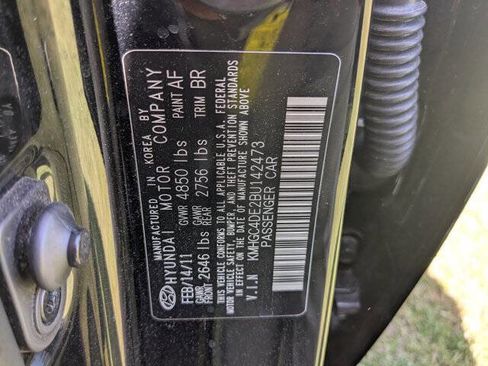 MANUFACTURED IN KOREA BY
HYUNDAI MOTOR COMPANY
FEB/14/11 GVWR 4850 lbs PAINT AF
GAWR FRONT 2646 lbs GAWR REAR 2756 lbs TRIM BR
THIS VEHICLE CONFORMS TO ALL APPLICABLE U.S.A. FEDERAL
MOTOR VEHICLE SAFETY, BUMPER, AND THEFT PREVENTION STANDARDS
IN EFFECT ON THE DATE OF MANUFACTURE SHOWN ABOVE
V.I.N KMHGC4DE2BU142473
PASSENGER CAR